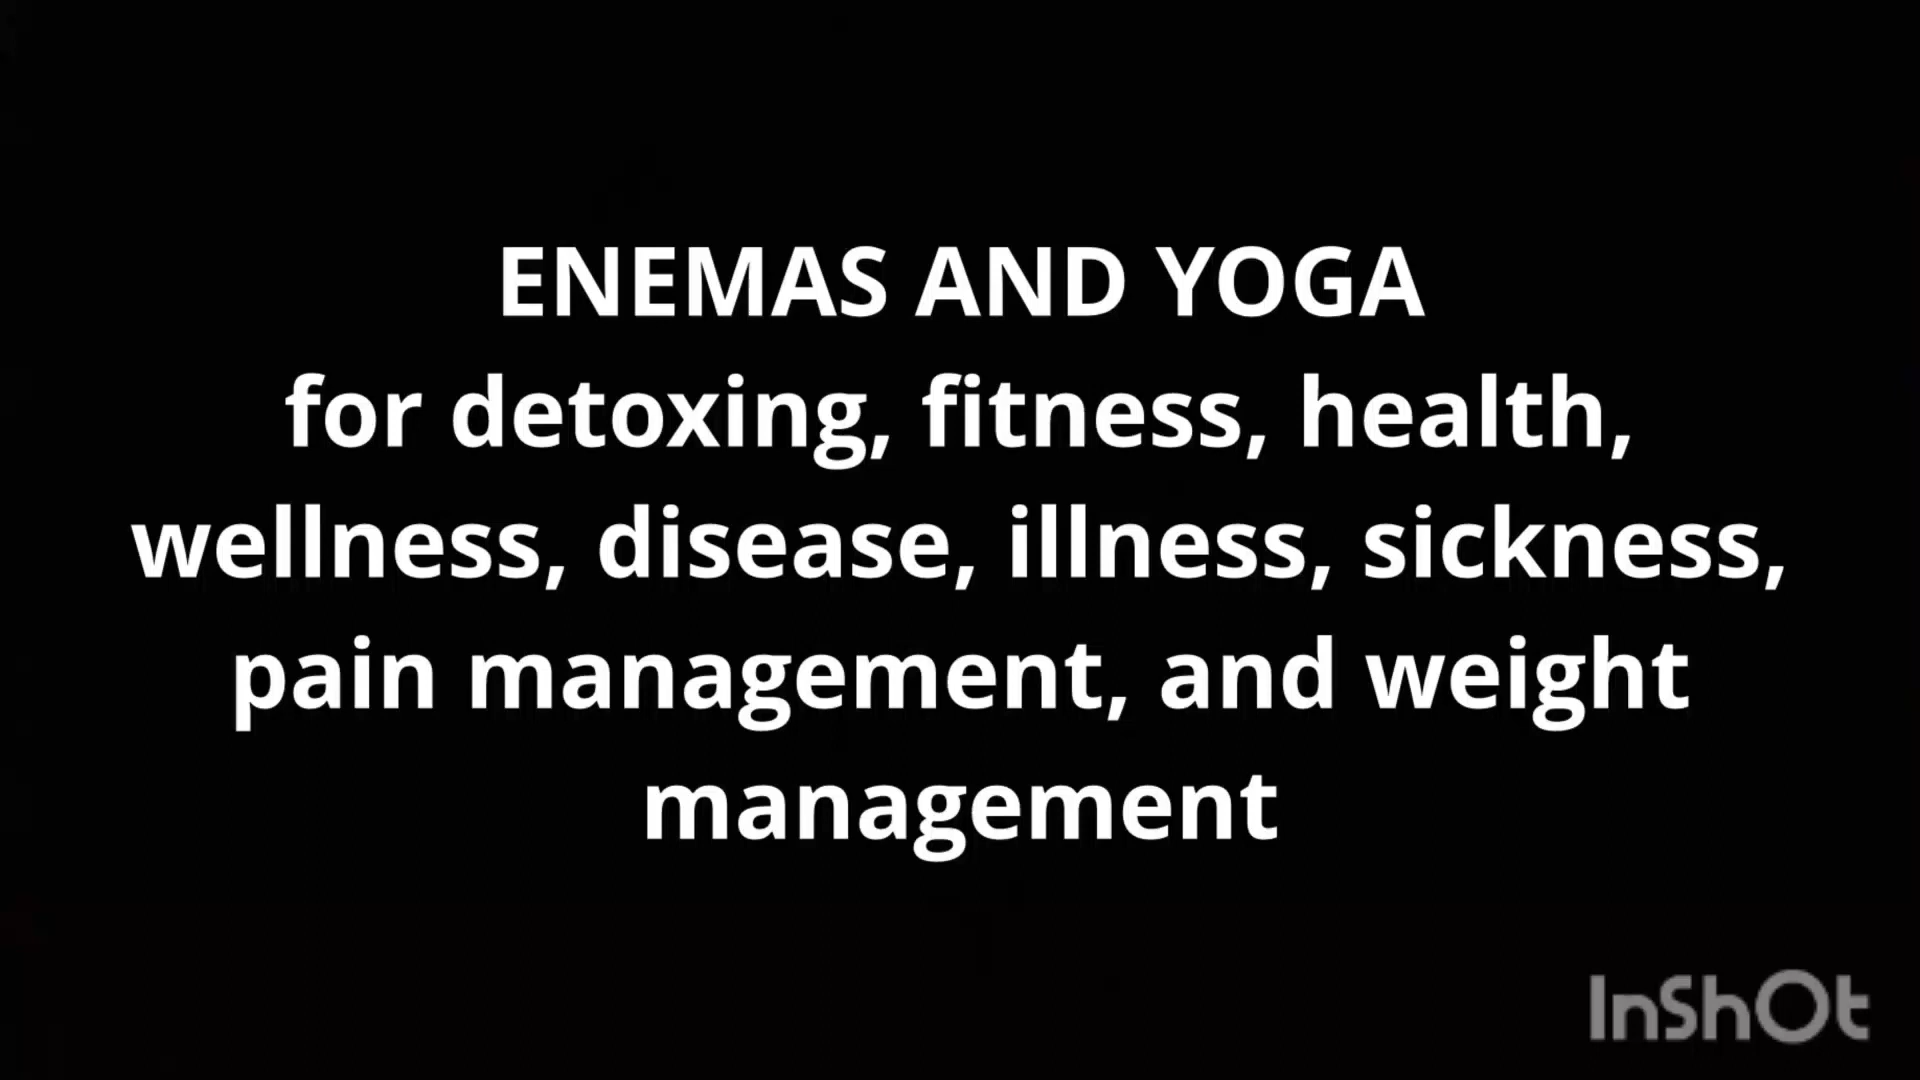 ENEMAS AND YOGA
for detoxing, fitness, health,
wellness, disease, illness, sickness,
pain management, and weight
management
InShOt